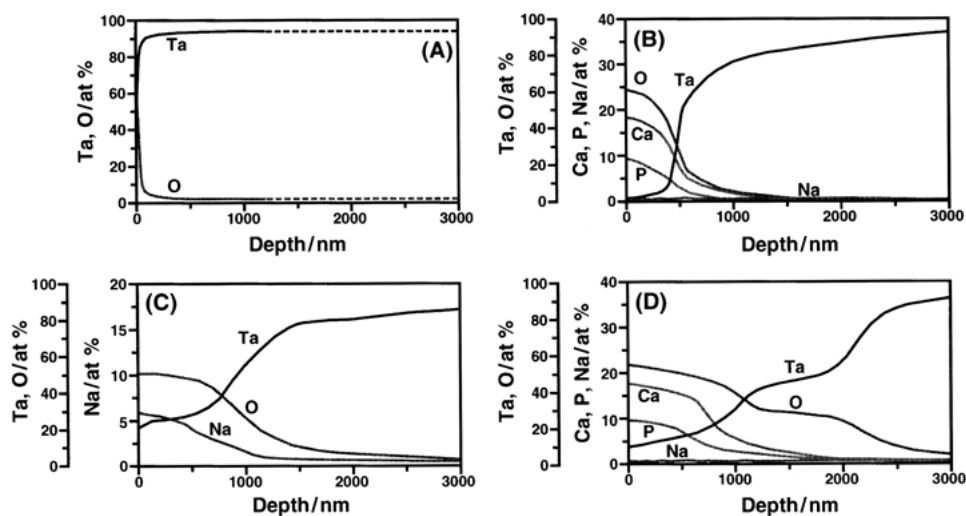 100
80
60
40
20
0
Ta, O/at %
Ta
(A)
O
0 1000 2000 3000
Depth/nm
100
80
60
40
20
0
Ta, O/at %
40
30
20
10
0
Ca, P, Na/at %
(B)
O
Ta
Ca
P
Na
0 1000 2000 3000
Depth/nm
100
80
60
40
20
0
Ta, O/at %
20
15
10
5
0
Na/at %
(C)
Ta
O
Na
0 1000 2000 3000
Depth/nm
100
80
60
40
20
0
Ta, O/at %
40
30
20
10
0
Ca, P, Na/at %
(D)
Ta
Ca
O
P
Na
0 1000 2000 3000
Depth/nm